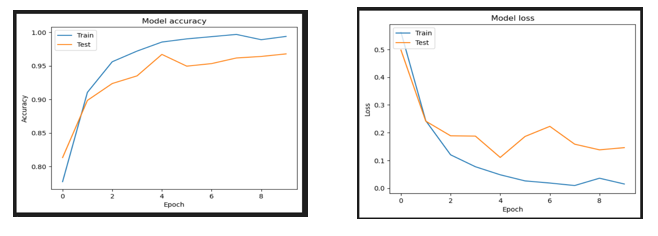 Model accuracy
1.00
0.95
0.90
0.85
0.80
Accuracy
Train
Test
0
2
4
6
8
Epoch
Model loss
0.5
0.4
0.3
0.2
0.1
0.0
Loss
Train
Test
0
2
4
6
8
Epoch